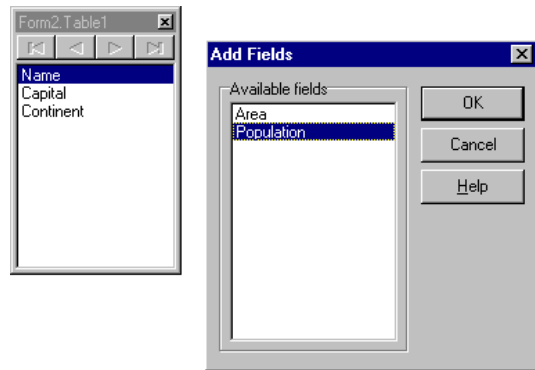 Form2.Table1
Name
Capital
Continent
Add Fields
Available fields
Area
Population
OK
Cancel
Help